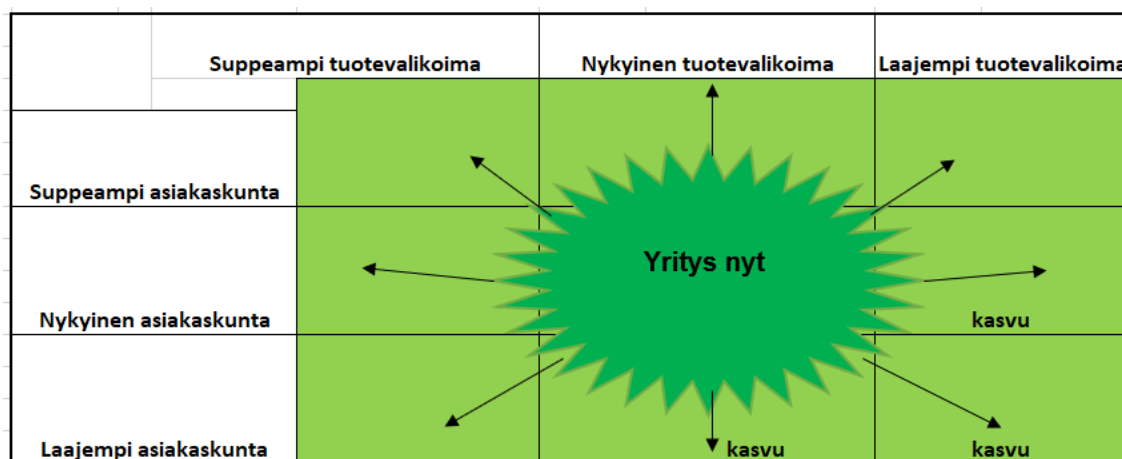 Suppeampi tuotevalikoima
Nykyinen tuotevalikoima
Laajempi tuotevalikoima
Suppeampi asiakaskunta
Yritys nyt
Nykyinen asiakaskunta
kasvu
Laajempi asiakaskunta
kasvu
kasvu